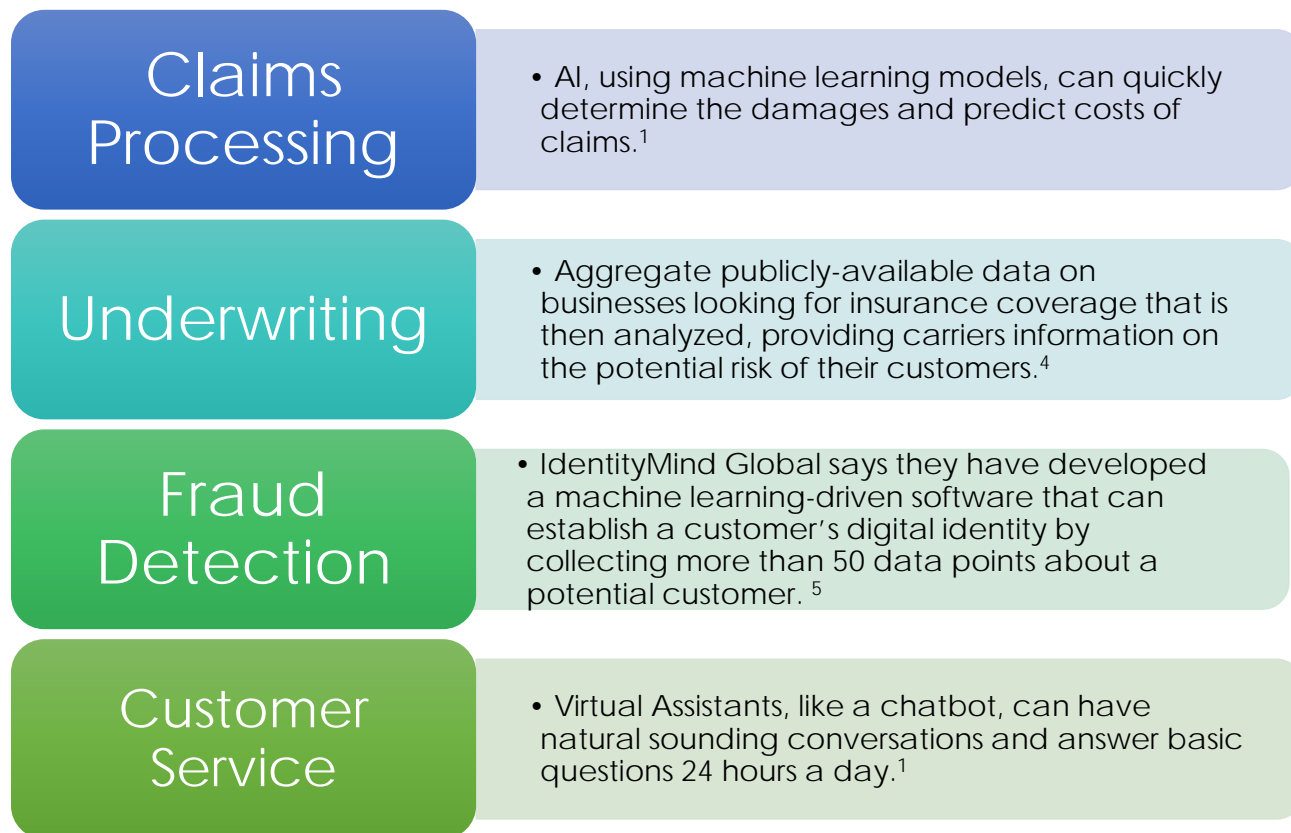 Claims
Processing
• AI, using machine learning models, can quickly
determine the damages and predict costs of
claims.¹
Underwriting
• Aggregate publicly-available data on
businesses looking for insurance coverage that is
then analyzed, providing carriers information on
the potential risk of their customers.⁴
Fraud
Detection
• IdentityMind Global says they have developed
a machine learning-driven software that can
establish a customer’s digital identity by
collecting more than 50 data points about a
potential customer. ⁵
Customer
Service
• Virtual Assistants, like a chatbot, can have
natural sounding conversations and answer basic
questions 24 hours a day.¹